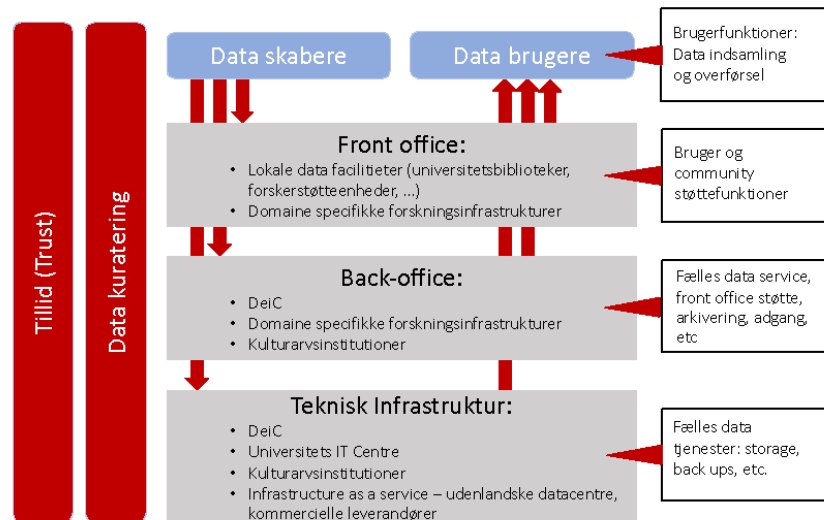 Tillid (Trust)
Data kuratering
Data skabere
Data brugere
Brugerfunktioner:
Data indsamling
og overførsel
Front office:
• Lokale data facilitieter (universitetsbiblioteker,
forskerstøtteenheder, ...)
• Domaine specifikke forskningsinfrastrukturer
Bruger og
community
støttefunktioner
Back-office:
• DeiC
• Domaine specifikke forskningsinfrastrukturer
• Kulturarvsinstitutioner
Fælles data service,
front office støtte,
arkivering, adgang,
etc
Teknisk Infrastruktur:
• DeiC
• Universitets IT Centre
• Kulturarvsinstitutioner
• Infrastructure as a service – udenlandske datacentre,
kommercielle leverandører
Fælles data
tjenester: storage,
back ups, etc.